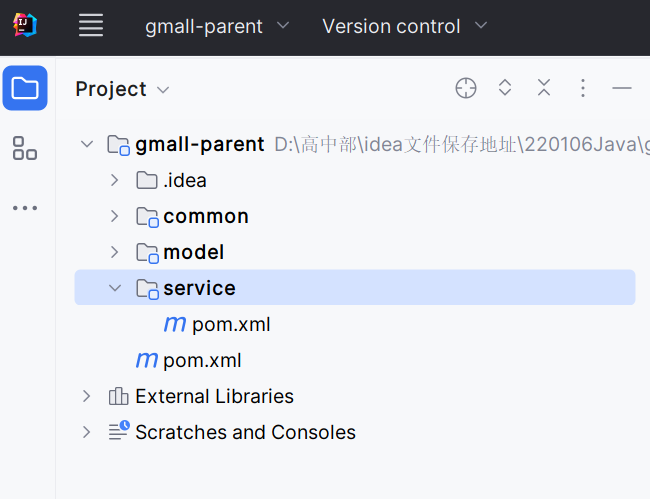 gmall-parent Version control
Project
gmall-parent D:\高中部\idea文件保存地址\220106Java\g
.idea
common
model
service
m pom.xml
m pom.xml
External Libraries
Scratches and Consoles